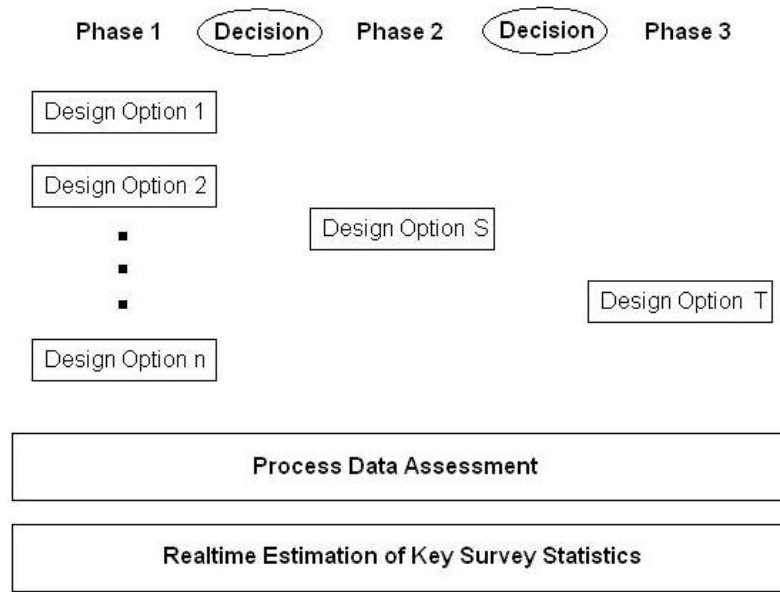 Phase 1 Decision Phase 2 Decision Phase 3
Design Option 1
Design Option 2
Design Option S
Design Option T
Design Option n
Process Data Assessment
Realtime Estimation of Key Survey Statistics